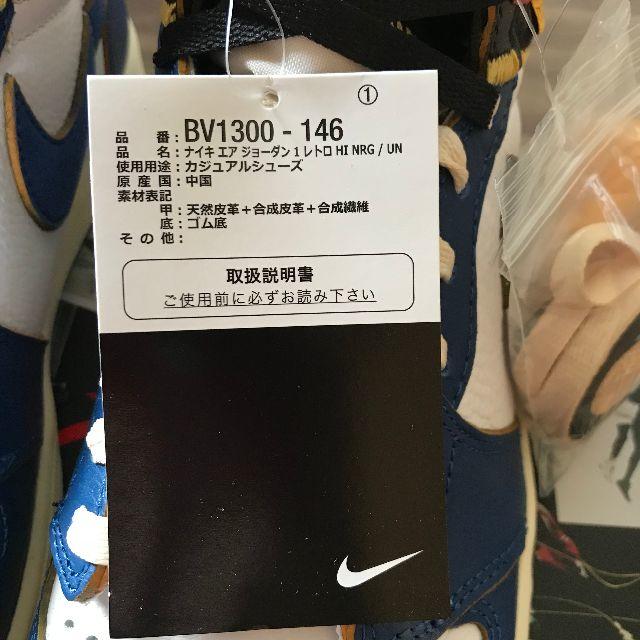 ①
品番:BV1300-146
品名:ナイキ エア ジョーダン 1 レトロ HI NRG / UN
使用用途:カジュアルシューズ
原産国:中国
素材表記
甲:天然皮革+合成皮革+合成繊維
底:ゴム底
その他:
取扱説明書
ご使用前に必ずお読み下さい